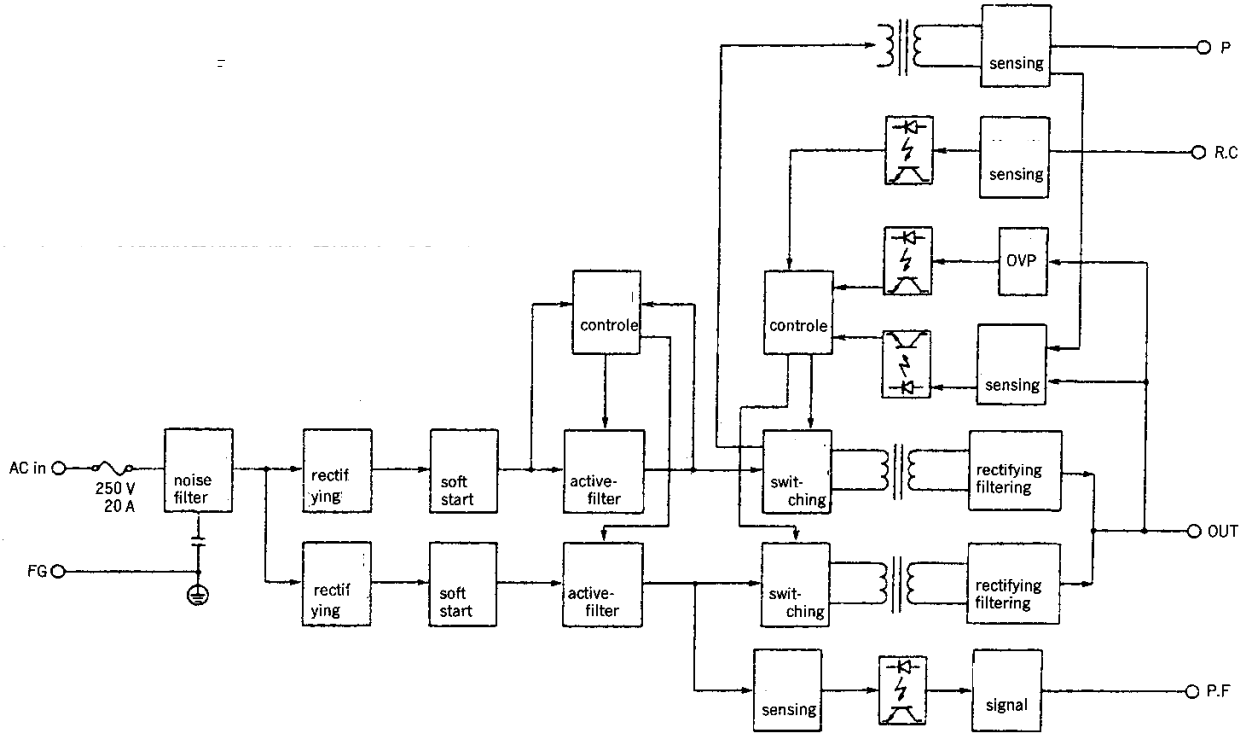 sensing
P
sensing
R.C
OVP
controle
controle
sensing
AC in
250 V
20 A
noise
filter
rectif
ying
soft
start
active-
filter
swit-
ching
rectifying
filtering
OUT
FG
rectif
ying
soft
start
active-
filter
swit-
ching
rectifying
filtering
sensing
signal
P.F